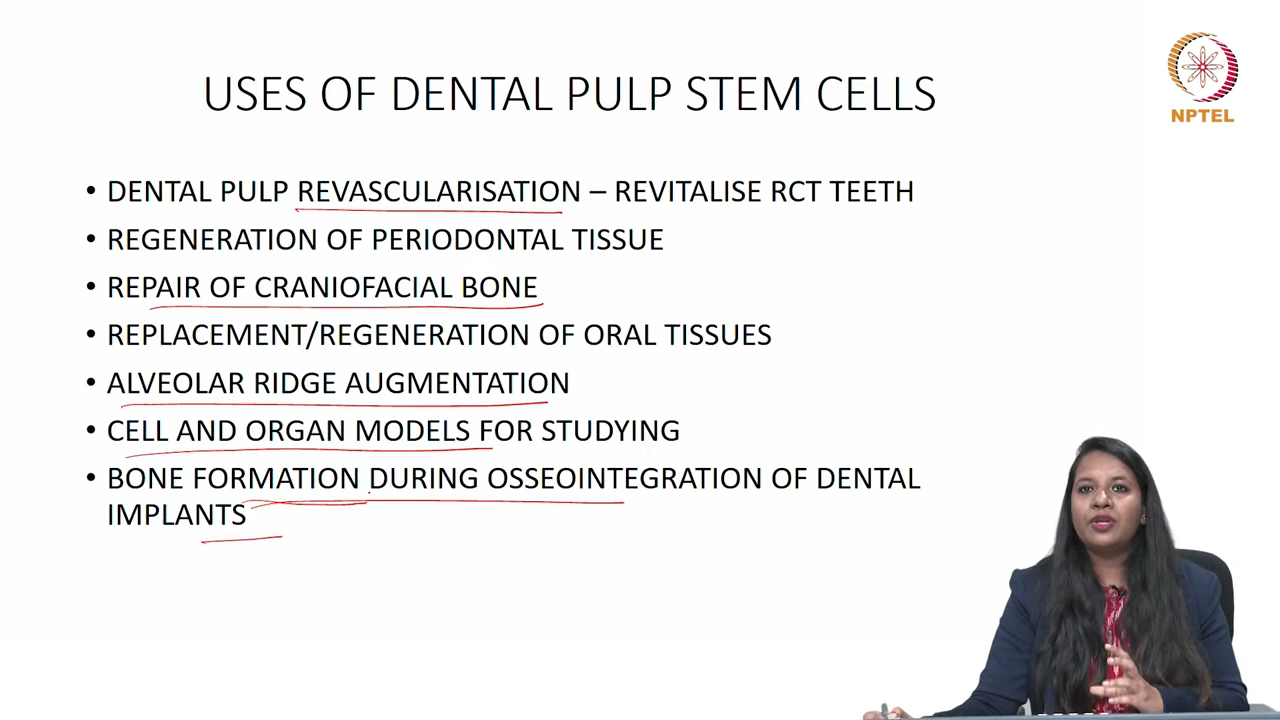 USES OF DENTAL PULP STEM CELLS
NPTEL
• DENTAL PULP REVASCULARISATION – REVITALISE RCT TEETH
• REGENERATION OF PERIODONTAL TISSUE
• REPAIR OF CRANIOFACIAL BONE
• REPLACEMENT/REGENERATION OF ORAL TISSUES
• ALVEOLAR RIDGE AUGMENTATION
• CELL AND ORGAN MODELS FOR STUDYING
• BONE FORMATION DURING OSSEOINTEGRATION OF DENTAL
IMPLANTS